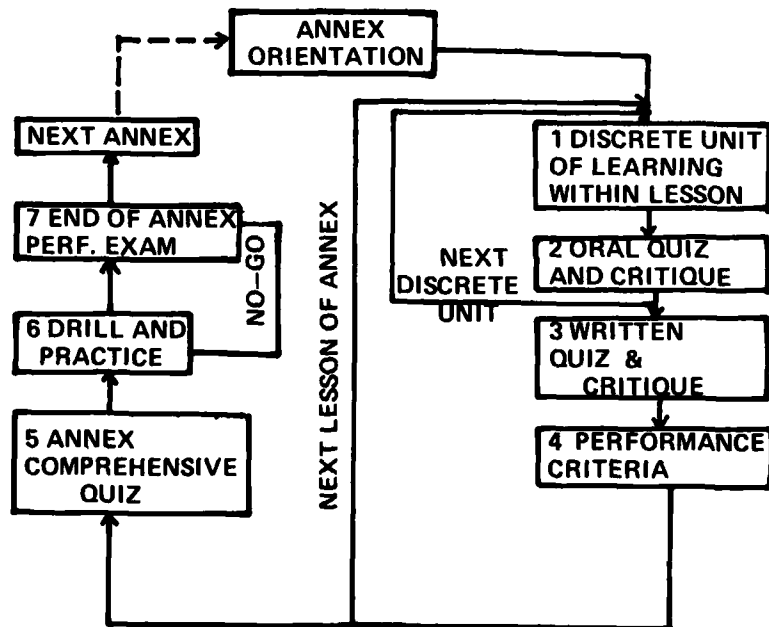 ANNEX
ORIENTATION
NEXT ANNEX
1 DISCRETE UNIT
OF LEARNING
WITHIN LESSON
7 END OF ANNEX
PERF. EXAM
NO-GO
NEXT LESSON OF ANNEX
NEXT
DISCRETE
UNIT
2 ORAL QUIZ
AND CRITIQUE
6 DRILL AND
PRACTICE
3 WRITTEN
QUIZ &
CRITIQUE
5 ANNEX
COMPREHENSIVE
QUIZ
4 PERFORMANCE
CRITERIA